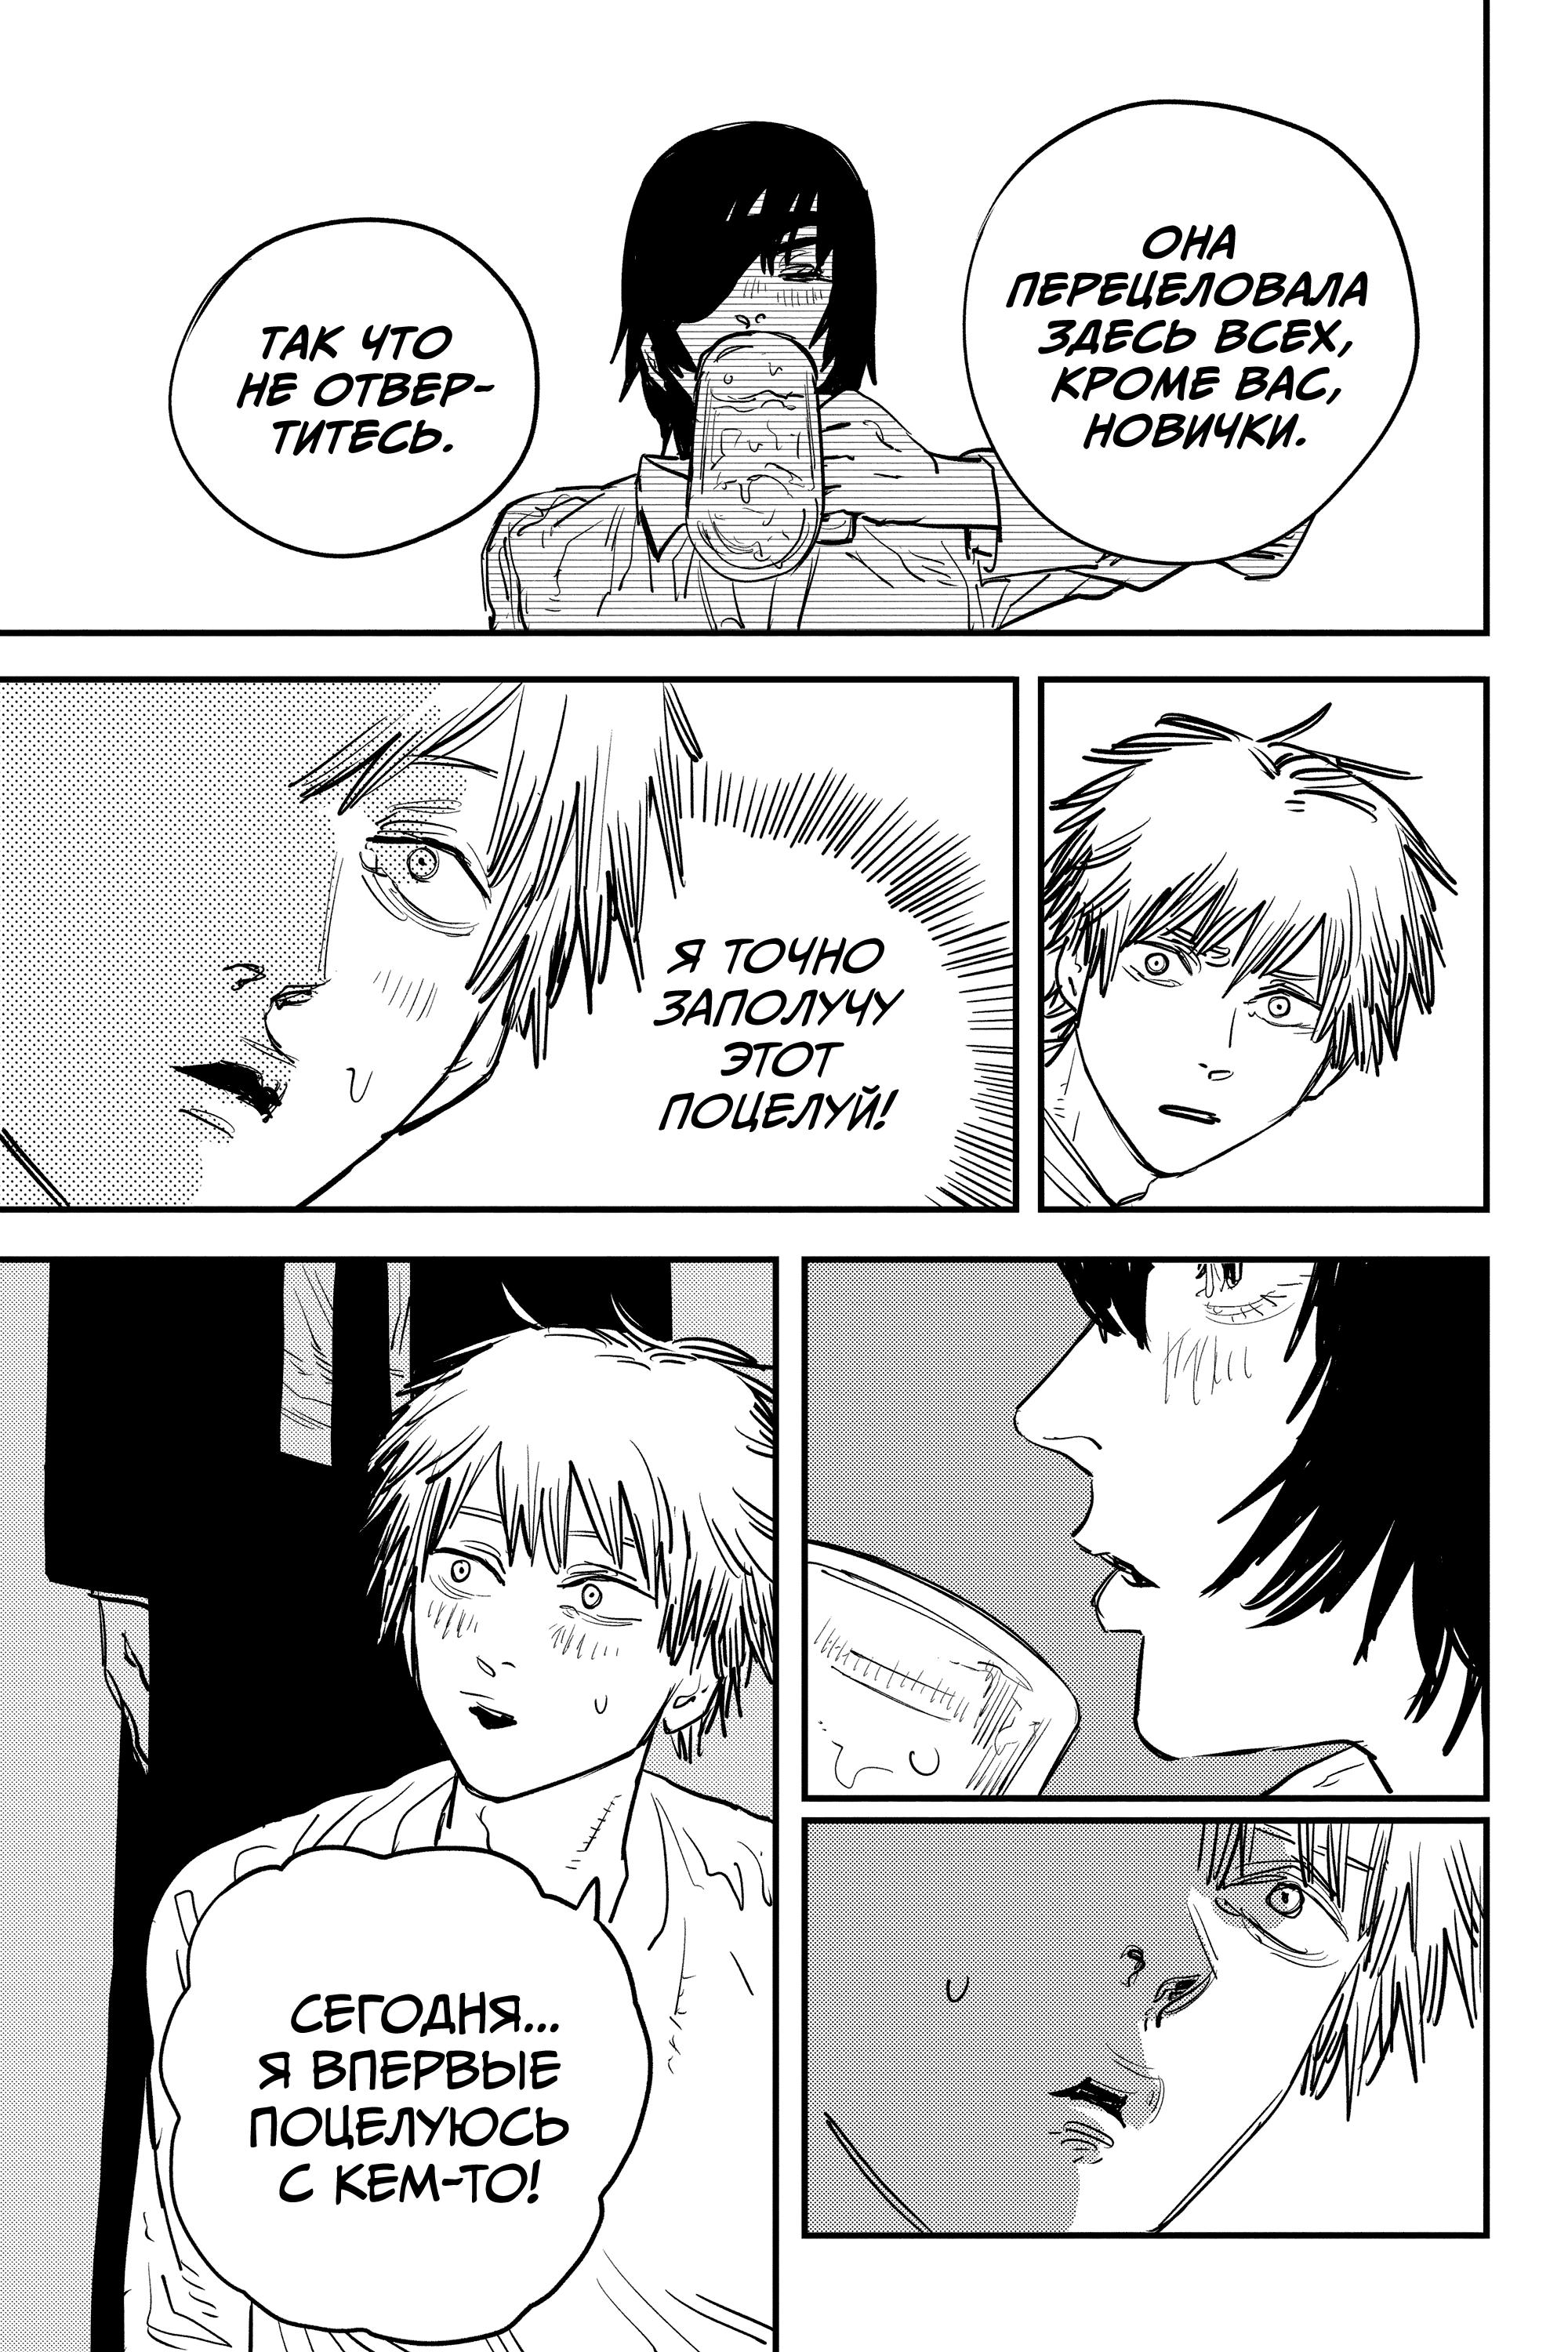 ОНА
ПЕРЕЦЕЛОВАЛА
ЗДЕСЬ ВСЕХ,
КРОМЕ ВАС,
НОВИЧКИ.
ТАК ЧТО
НЕ ОТВЕР-
ТИТЕСЬ.
Я ТОЧНО
ЗАПОЛУЧУ
ЭТОТ
ПОЦЕЛУЙ!
СЕГОДНЯ...
Я ВПЕРВЫЕ
ПОЦЕЛУЮСЬ
С КЕМ-ТО!